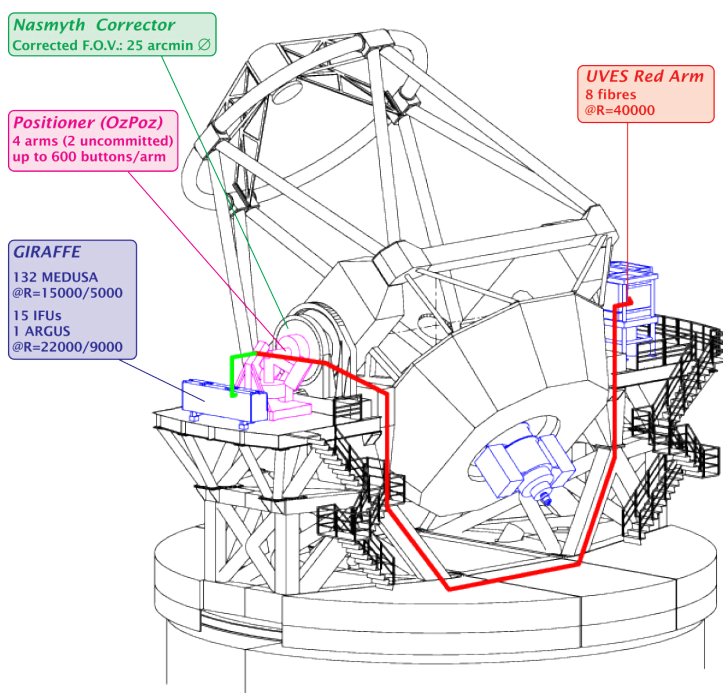 Nasmyth Corrector
Corrected F.O.V.: 25 arcmin ∅
UVES Red Arm
8 fibres
@R=40000
Positioner (OzPoz)
4 arms (2 uncommitted)
up to 600 buttons/arm
GIRAFFE
132 MEDUSA
@R=15000/5000
15 IFUs
1 ARGUS
@R=22000/9000